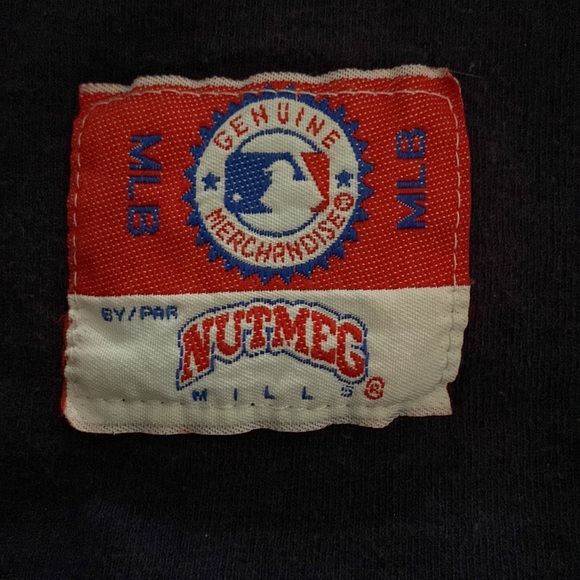 GENUINE
MLB
MLB
MERCHANDISE®
BY/PAR
NUTMEG
MILLS®